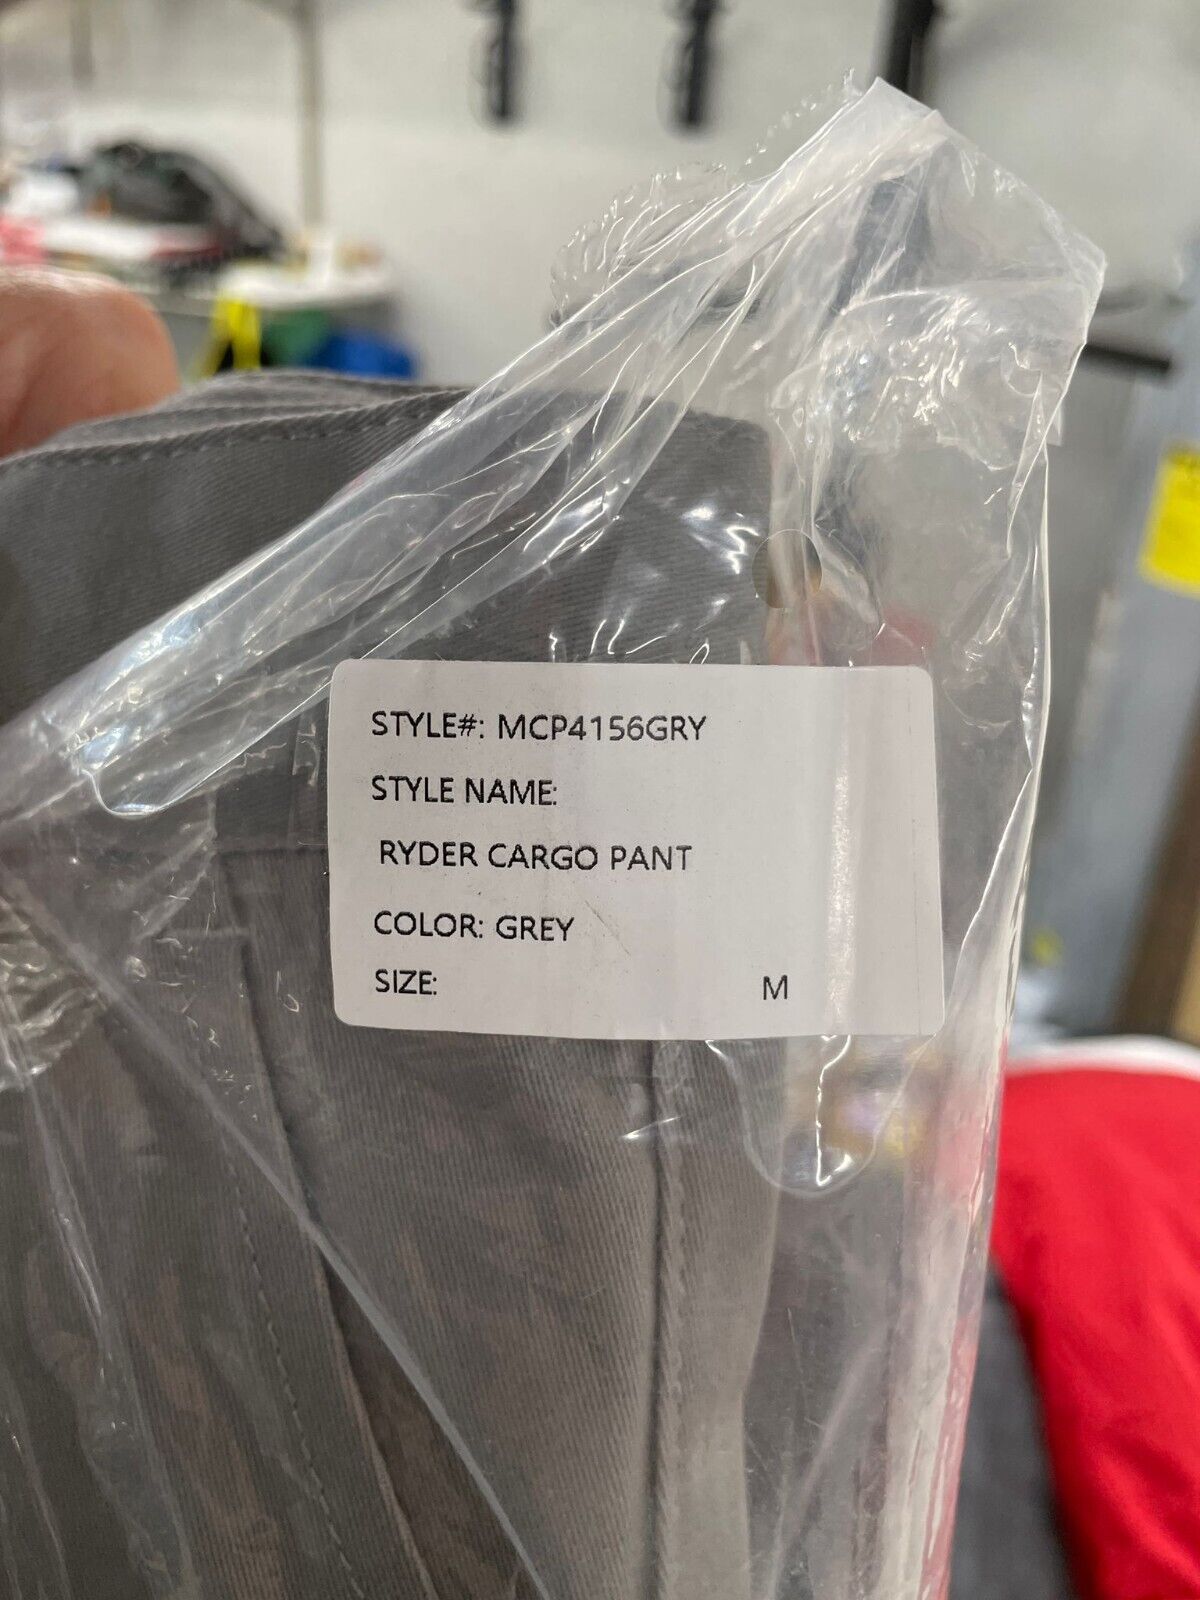 STYLE#: MCP4156GRY
STYLE NAME:
RYDER CARGO PANT
COLOR: GREY
SIZE: M